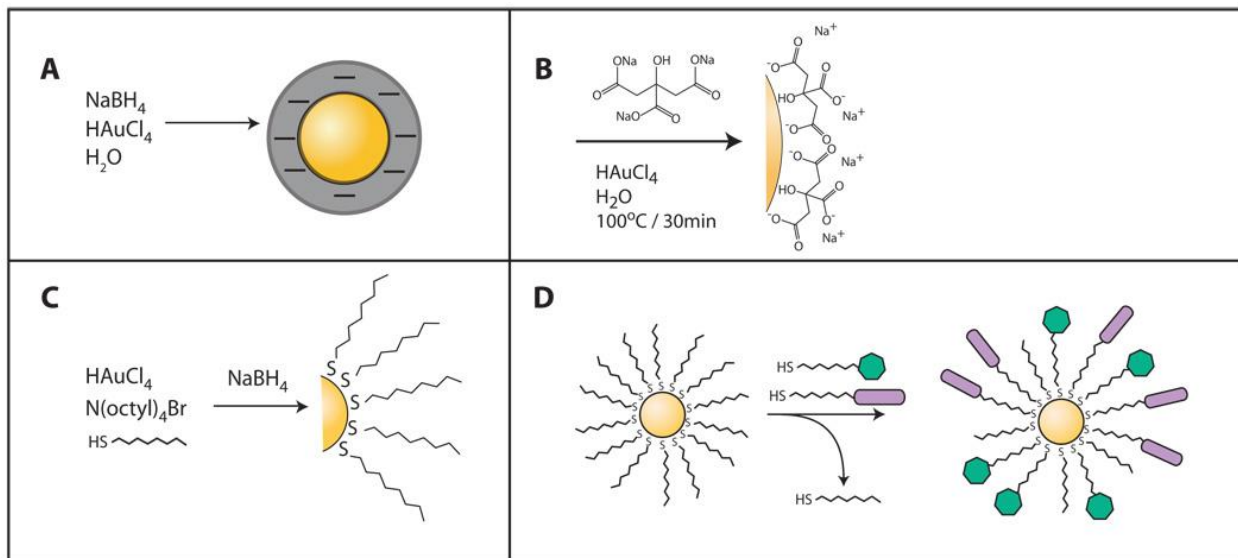 A
NaBH₄
HAuCl₄
H₂O
B
ONa
OH
ONa
O
O
NaO
O
HAuCl₄
H₂O
100°C / 30min
O
Na⁺
⁻O
O
HO
O⁻
Na⁺
⁻O
O
O
Na⁺
⁻O
O
HO
⁻O
O⁻
O
Na⁺
C
HAuCl₄
N(octyl)₄Br
HS
NaBH₄
S
S
S
S
S
D
S S S S S S S S S S S S S S
HS
HS
HS
S S S S S S S S S S S S S S